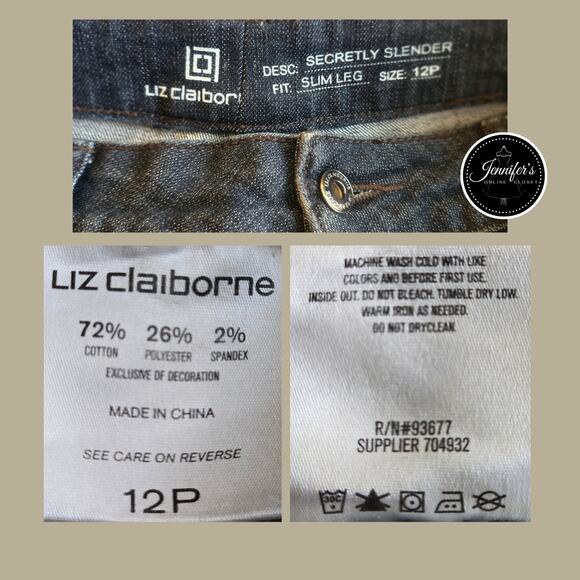 LIZ claibor
DESC: SECRETLY SLENDER
FIT: SLIM LEG SIZE: 12P
Jennifer's
ONLINE CLOSET
LIZ claiborne
72% 26% 2%
COTTON POLYESTER SPANDEX
EXCLUSIVE OF DECORATION
MADE IN CHINA
SEE CARE ON REVERSE
12P
MACHINE WASH COLD WITH LIKE
COLORS AND BEFORE FIRST USE.
INSIDE OUT. DO NOT BLEACH. TUMBLE DRY LOW.
WARM IRON AS NEEDED.
DO NOT DRYCLEAN.
R/N#93677
SUPPLIER 704932
30C